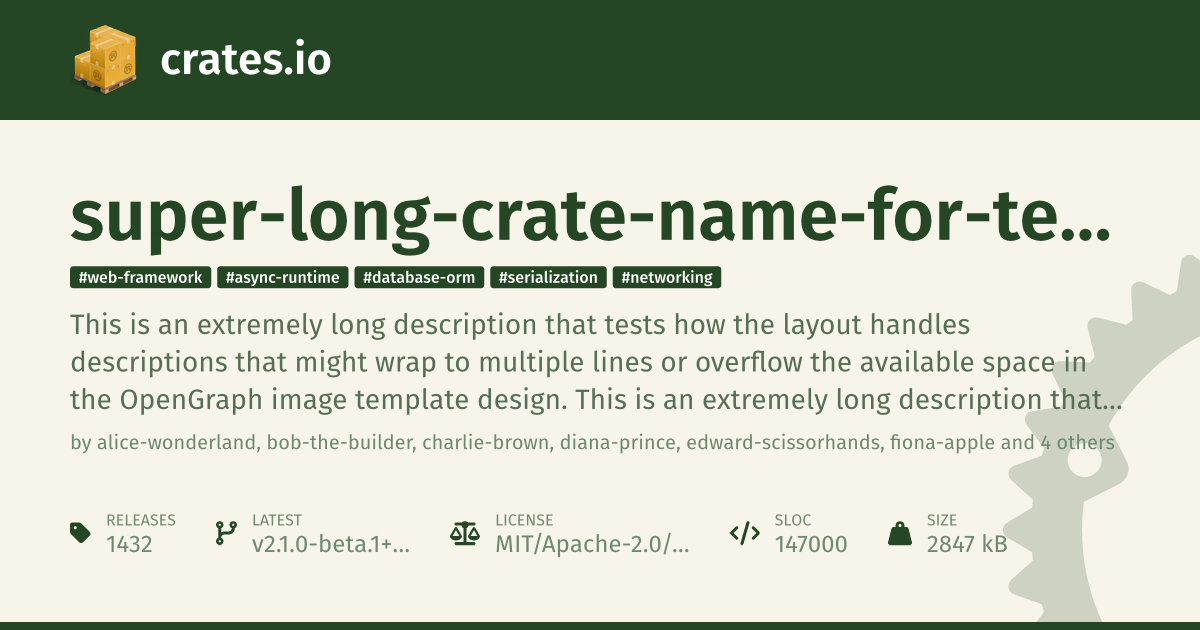 crates.io
super-long-crate-name-for-te...
#web-framework #async-runtime #database-orm #serialization #networking
This is an extremely long description that tests how the layout handles
descriptions that might wrap to multiple lines or overflow the available space in
the OpenGraph image template design. This is an extremely long description that...
by alice-wonderland, bob-the-builder, charlie-brown, diana-prince, edward-scissorhands, fiona-apple and 4 others
RELEASES LATEST LICENSE SLOC SIZE
1432 v2.1.0-beta.1+... MIT/Apache-2.0/... 147000 2847 kB